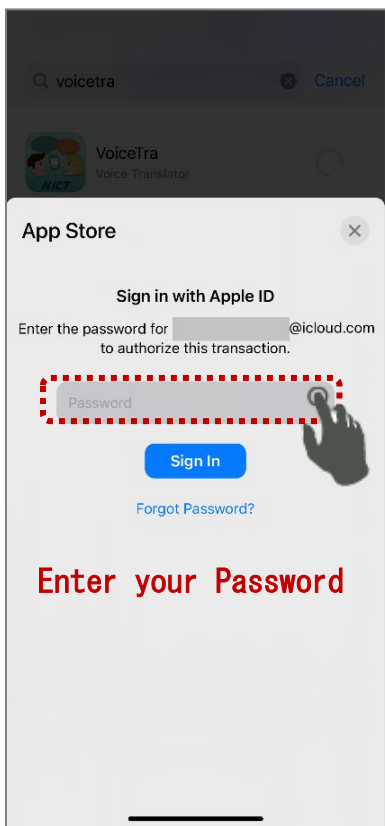 voicetra
Cancel
VoiceTra
Voice Translator
NICT
App Store
Sign in with Apple ID
Enter the password for @icloud.com
to authorize this transaction.
Password
Sign In
Forgot Password?
Enter your Password